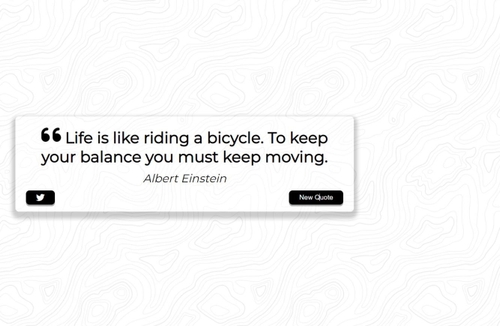 ❝ Life is like riding a bicycle. To keep
your balance you must keep moving.
Albert Einstein
New Quote